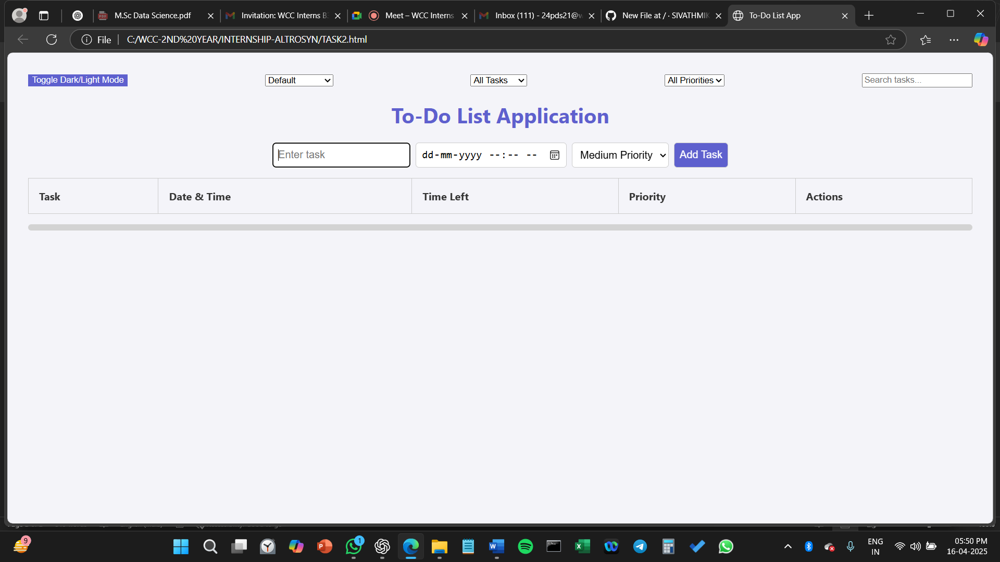 M.Sc Data Science.pdf
Invitation: WCC Interns B
Meet – WCC Interns
Inbox (111) - 24pds21@w
New File at / · SIVATHMIK
To-Do List App
File
C:/WCC-2ND%20YEAR/INTERNSHIP-ALTROSYN/TASK2.html
Toggle Dark/Light Mode
Default
All Tasks
All Priorities
Search tasks...
To-Do List Application
Enter task
dd-mm-yyyy --:-- --
Medium Priority
Add Task
Task
Date & Time
Time Left
Priority
Actions
9
1
ENG
IN
05:50 PM
16-04-2025